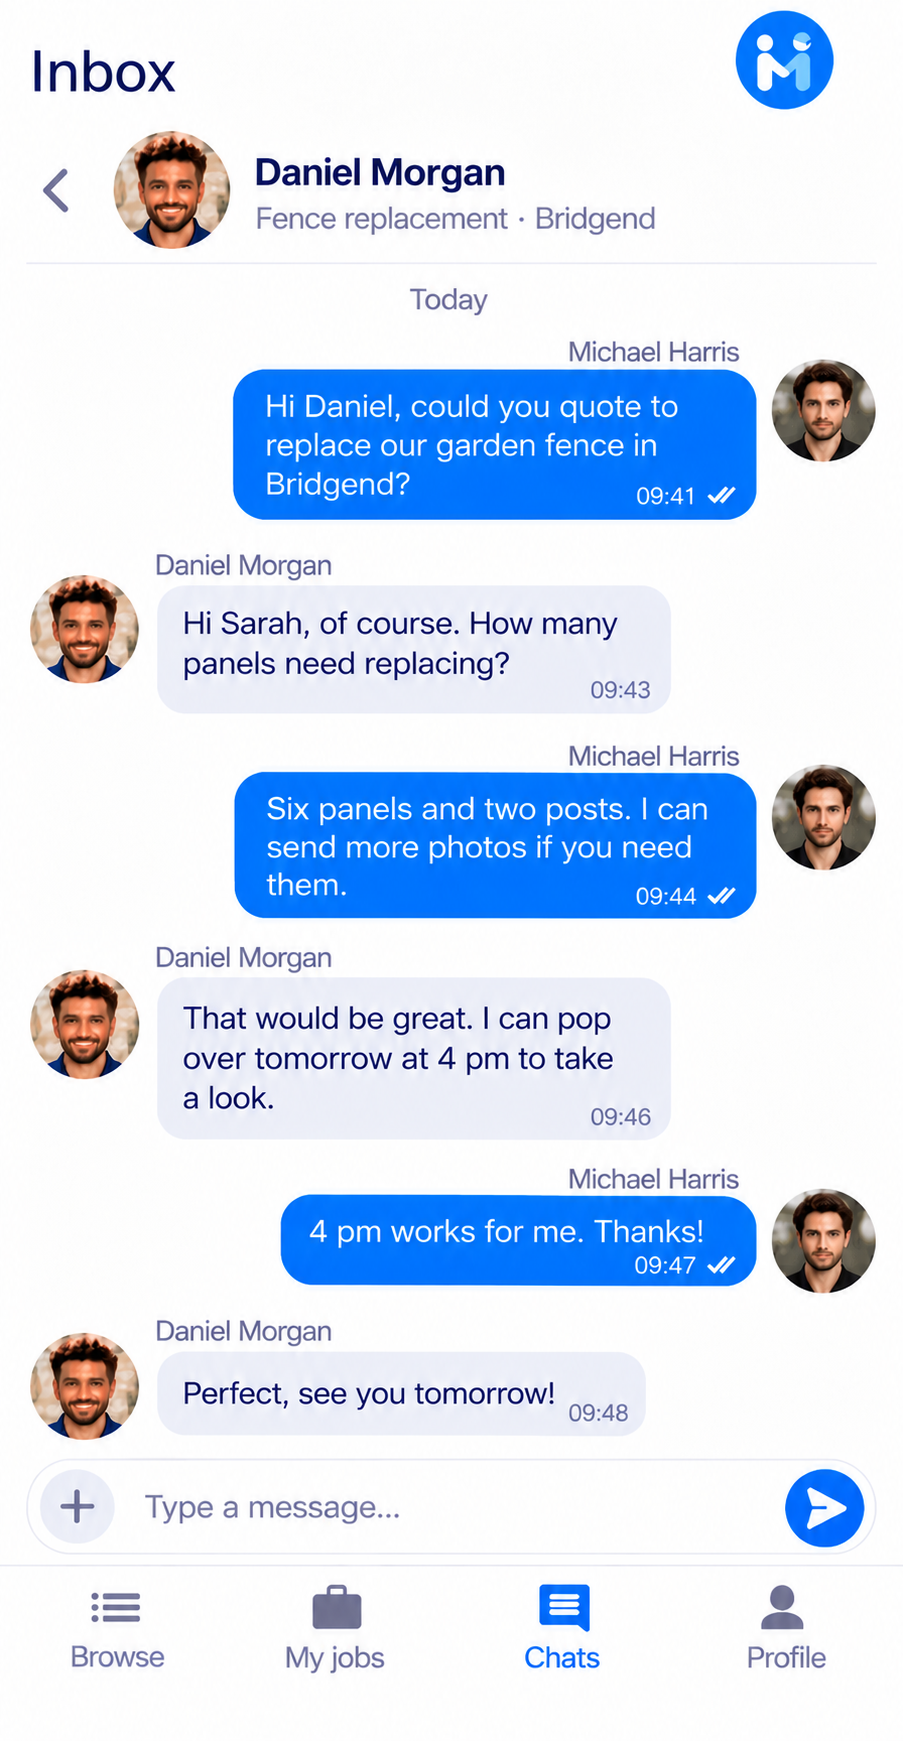 Inbox
Daniel Morgan
Fence replacement · Bridgend
Today
Michael Harris
Hi Daniel, could you quote to
replace our garden fence in
Bridgend?
09:41
Daniel Morgan
Hi Sarah, of course. How many
panels need replacing?
09:43
Michael Harris
Six panels and two posts. I can
send more photos if you need
them.
09:44
Daniel Morgan
That would be great. I can pop
over tomorrow at 4 pm to take
a look.
09:46
Michael Harris
4 pm works for me. Thanks!
09:47
Daniel Morgan
Perfect, see you tomorrow!
09:48
Type a message...
Browse
My jobs
Chats
Profile